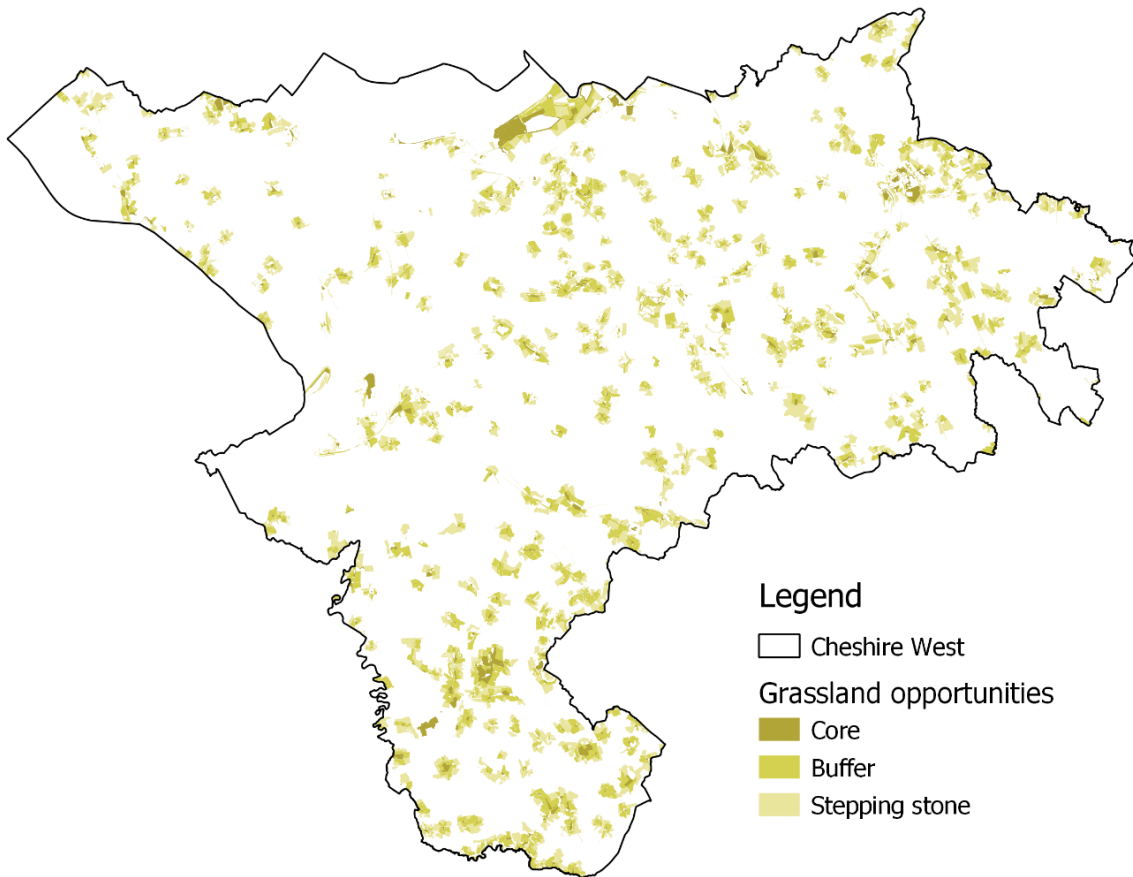 Legend
Cheshire West
Grassland opportunities
Core
Buffer
Stepping stone